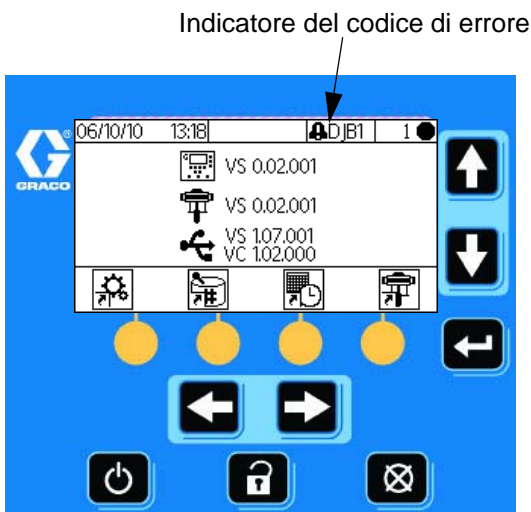 Indicatore del codice di errore
06/10/10 13:18 DJB1 1
VS 0.02.001
VS 0.02.001
VS 1.07.001
VC 1.02.000
GRACO